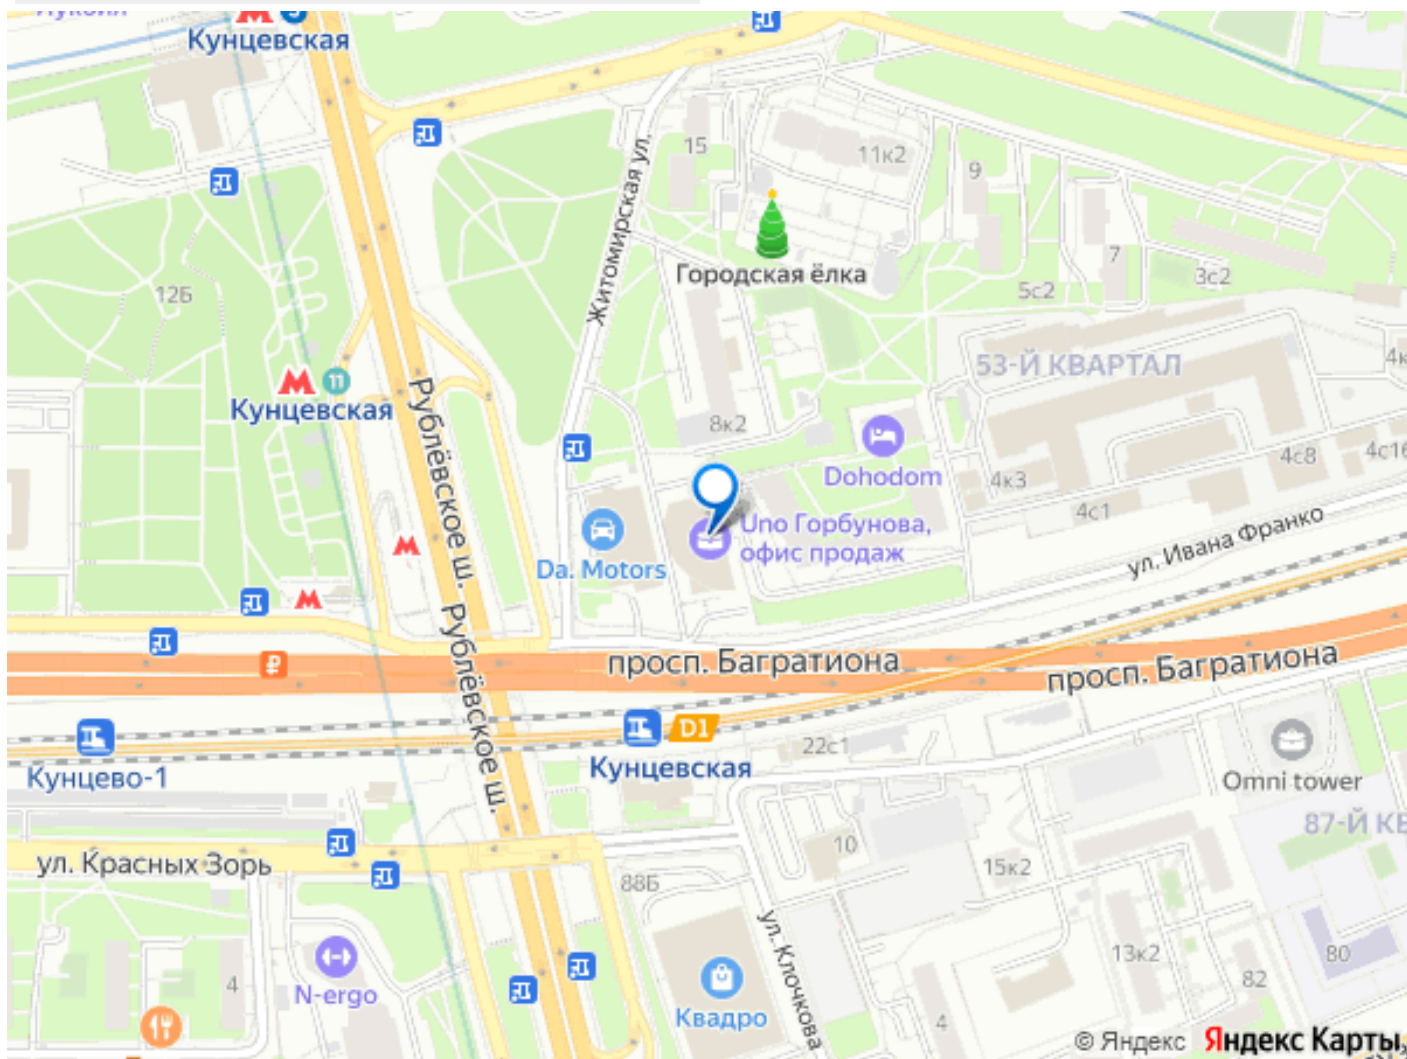 Кунцевская
Житомирская ул.
15
11к2
9
7
3с2
5с2
Городская ёлка
12Б
53-Й КВАРТАЛ
11
Кунцевская
Рублёвское ш.
8к2
Dohodom
4к3
4с8
4с16
4с1
Uno Горбунова,
офис продаж
Da. Motors
ул. Ивана Франко
просп. Багратиона
просп. Багратиона
Рублёвское ш.
D1
Кунцево-1
Кунцевская
22с1
Omni tower
ул. Красных Зорь
10
15к2
88Б
ул. Клочкова
13к2
80
82
4
N-ergo
Квадро
4
© Яндекс Яндекс Карты